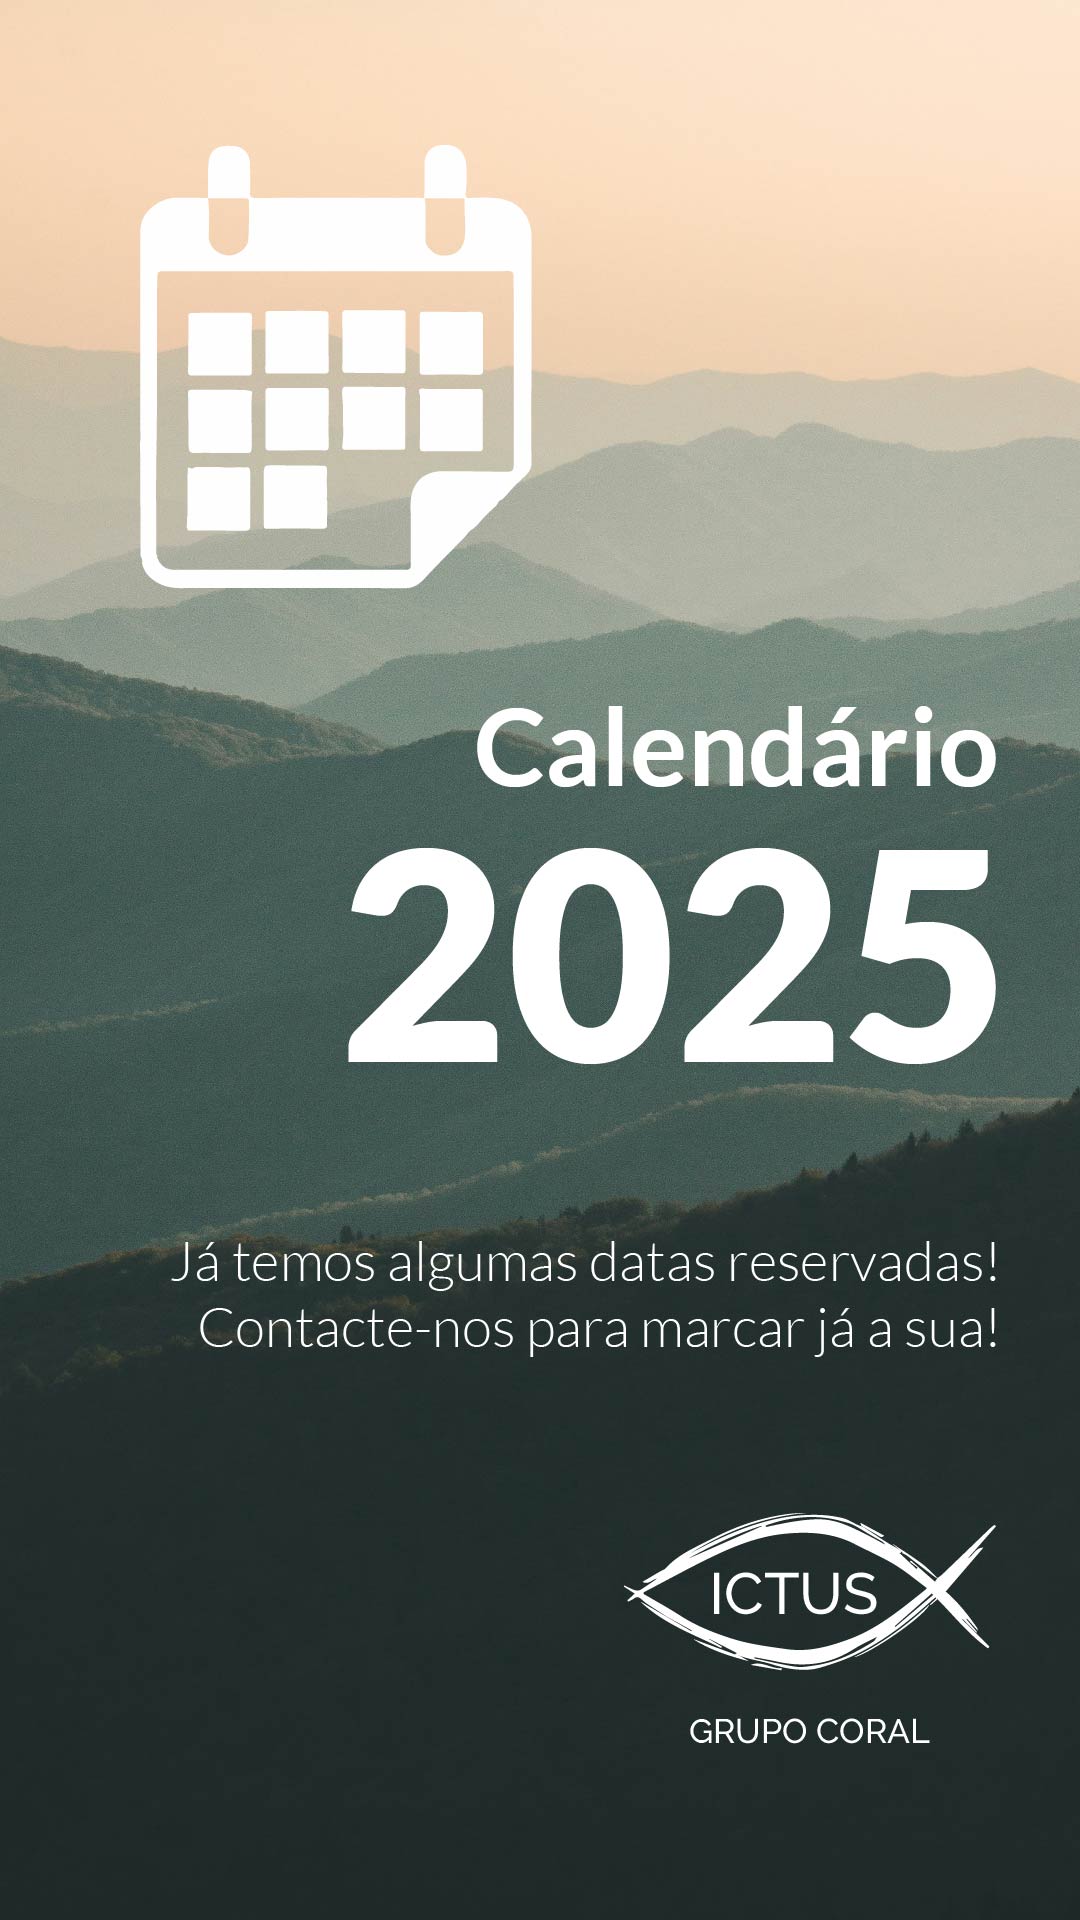 Calendário
2025
Já temos algumas datas reservadas!
Contacte-nos para marcar já a sua!
ICTUS
GRUPO CORAL